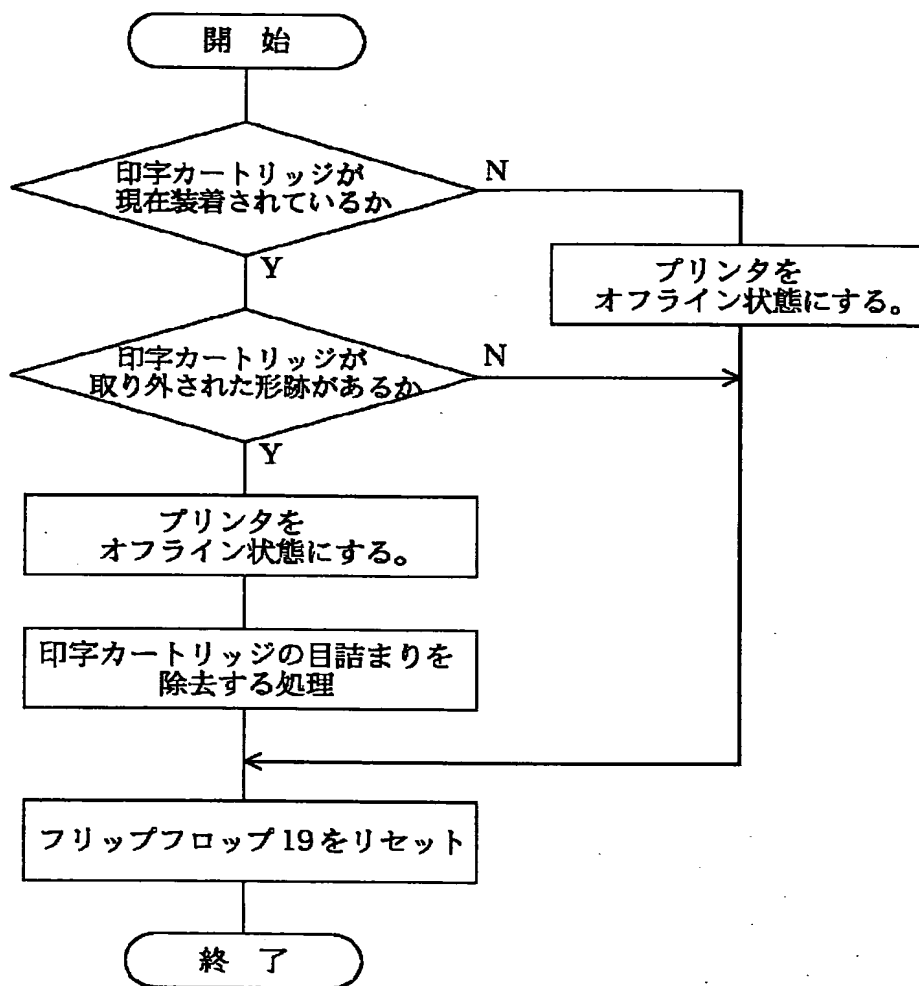 開 始
印字カートリッジが
現在装着されているか
N
Y
プリンタを
オフライン状態にする。
印字カートリッジが
取り外された形跡があるか
N
Y
プリンタを
オフライン状態にする。
印字カートリッジの目詰まりを
除去する処理
フリップフロップ19をリセット
終 了